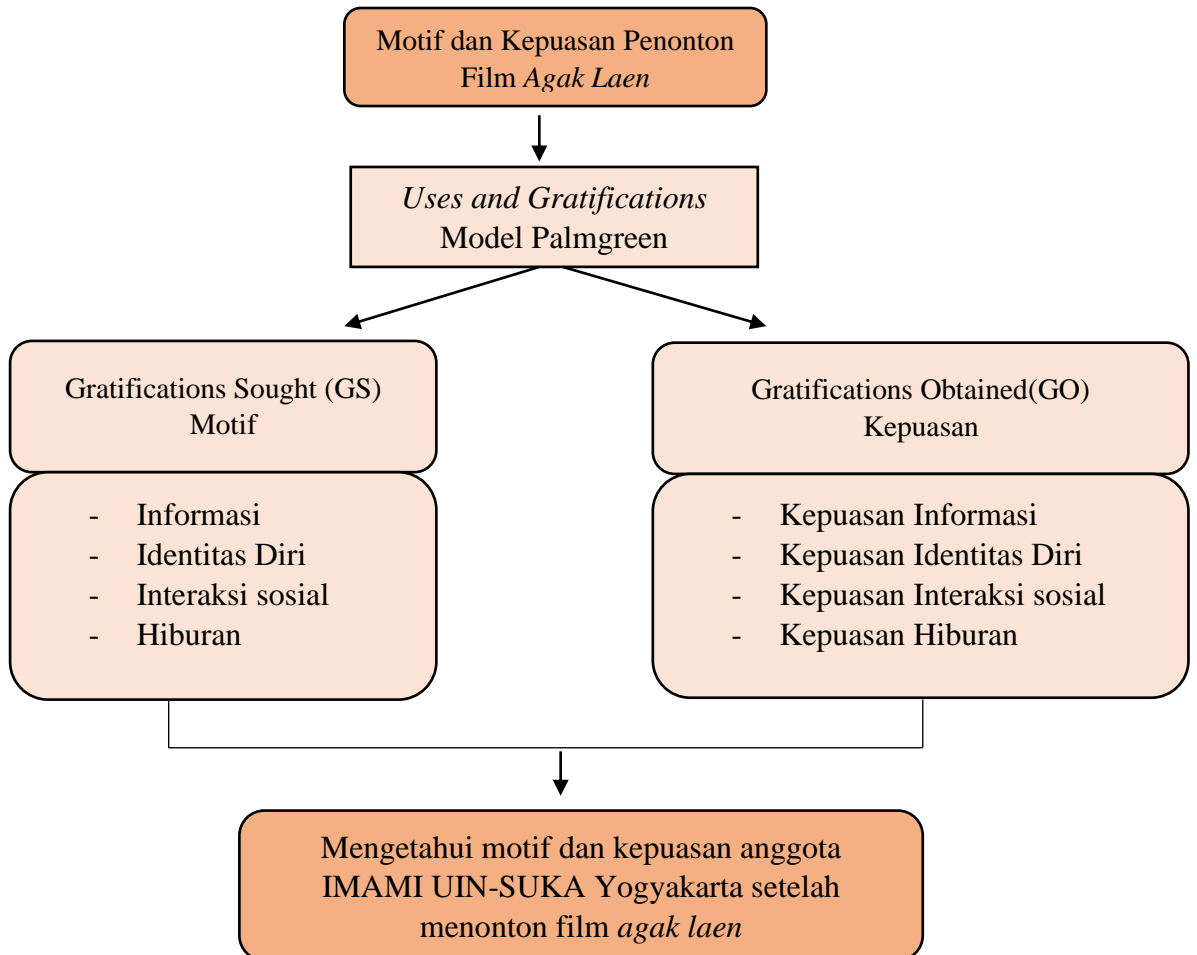 Motif dan Kepuasan Penonton
Film Agak Laen
Uses and Gratifications
Model Palmgreen
Gratifications Sought (GS)
Motif
- Informasi
- Identitas Diri
- Interaksi sosial
- Hiburan
Gratifications Obtained(GO)
Kepuasan
- Kepuasan Informasi
- Kepuasan Identitas Diri
- Kepuasan Interaksi sosial
- Kepuasan Hiburan
Mengetahui motif dan kepuasan anggota
IMAMI UIN-SUKA Yogyakarta setelah
menonton film agak laen